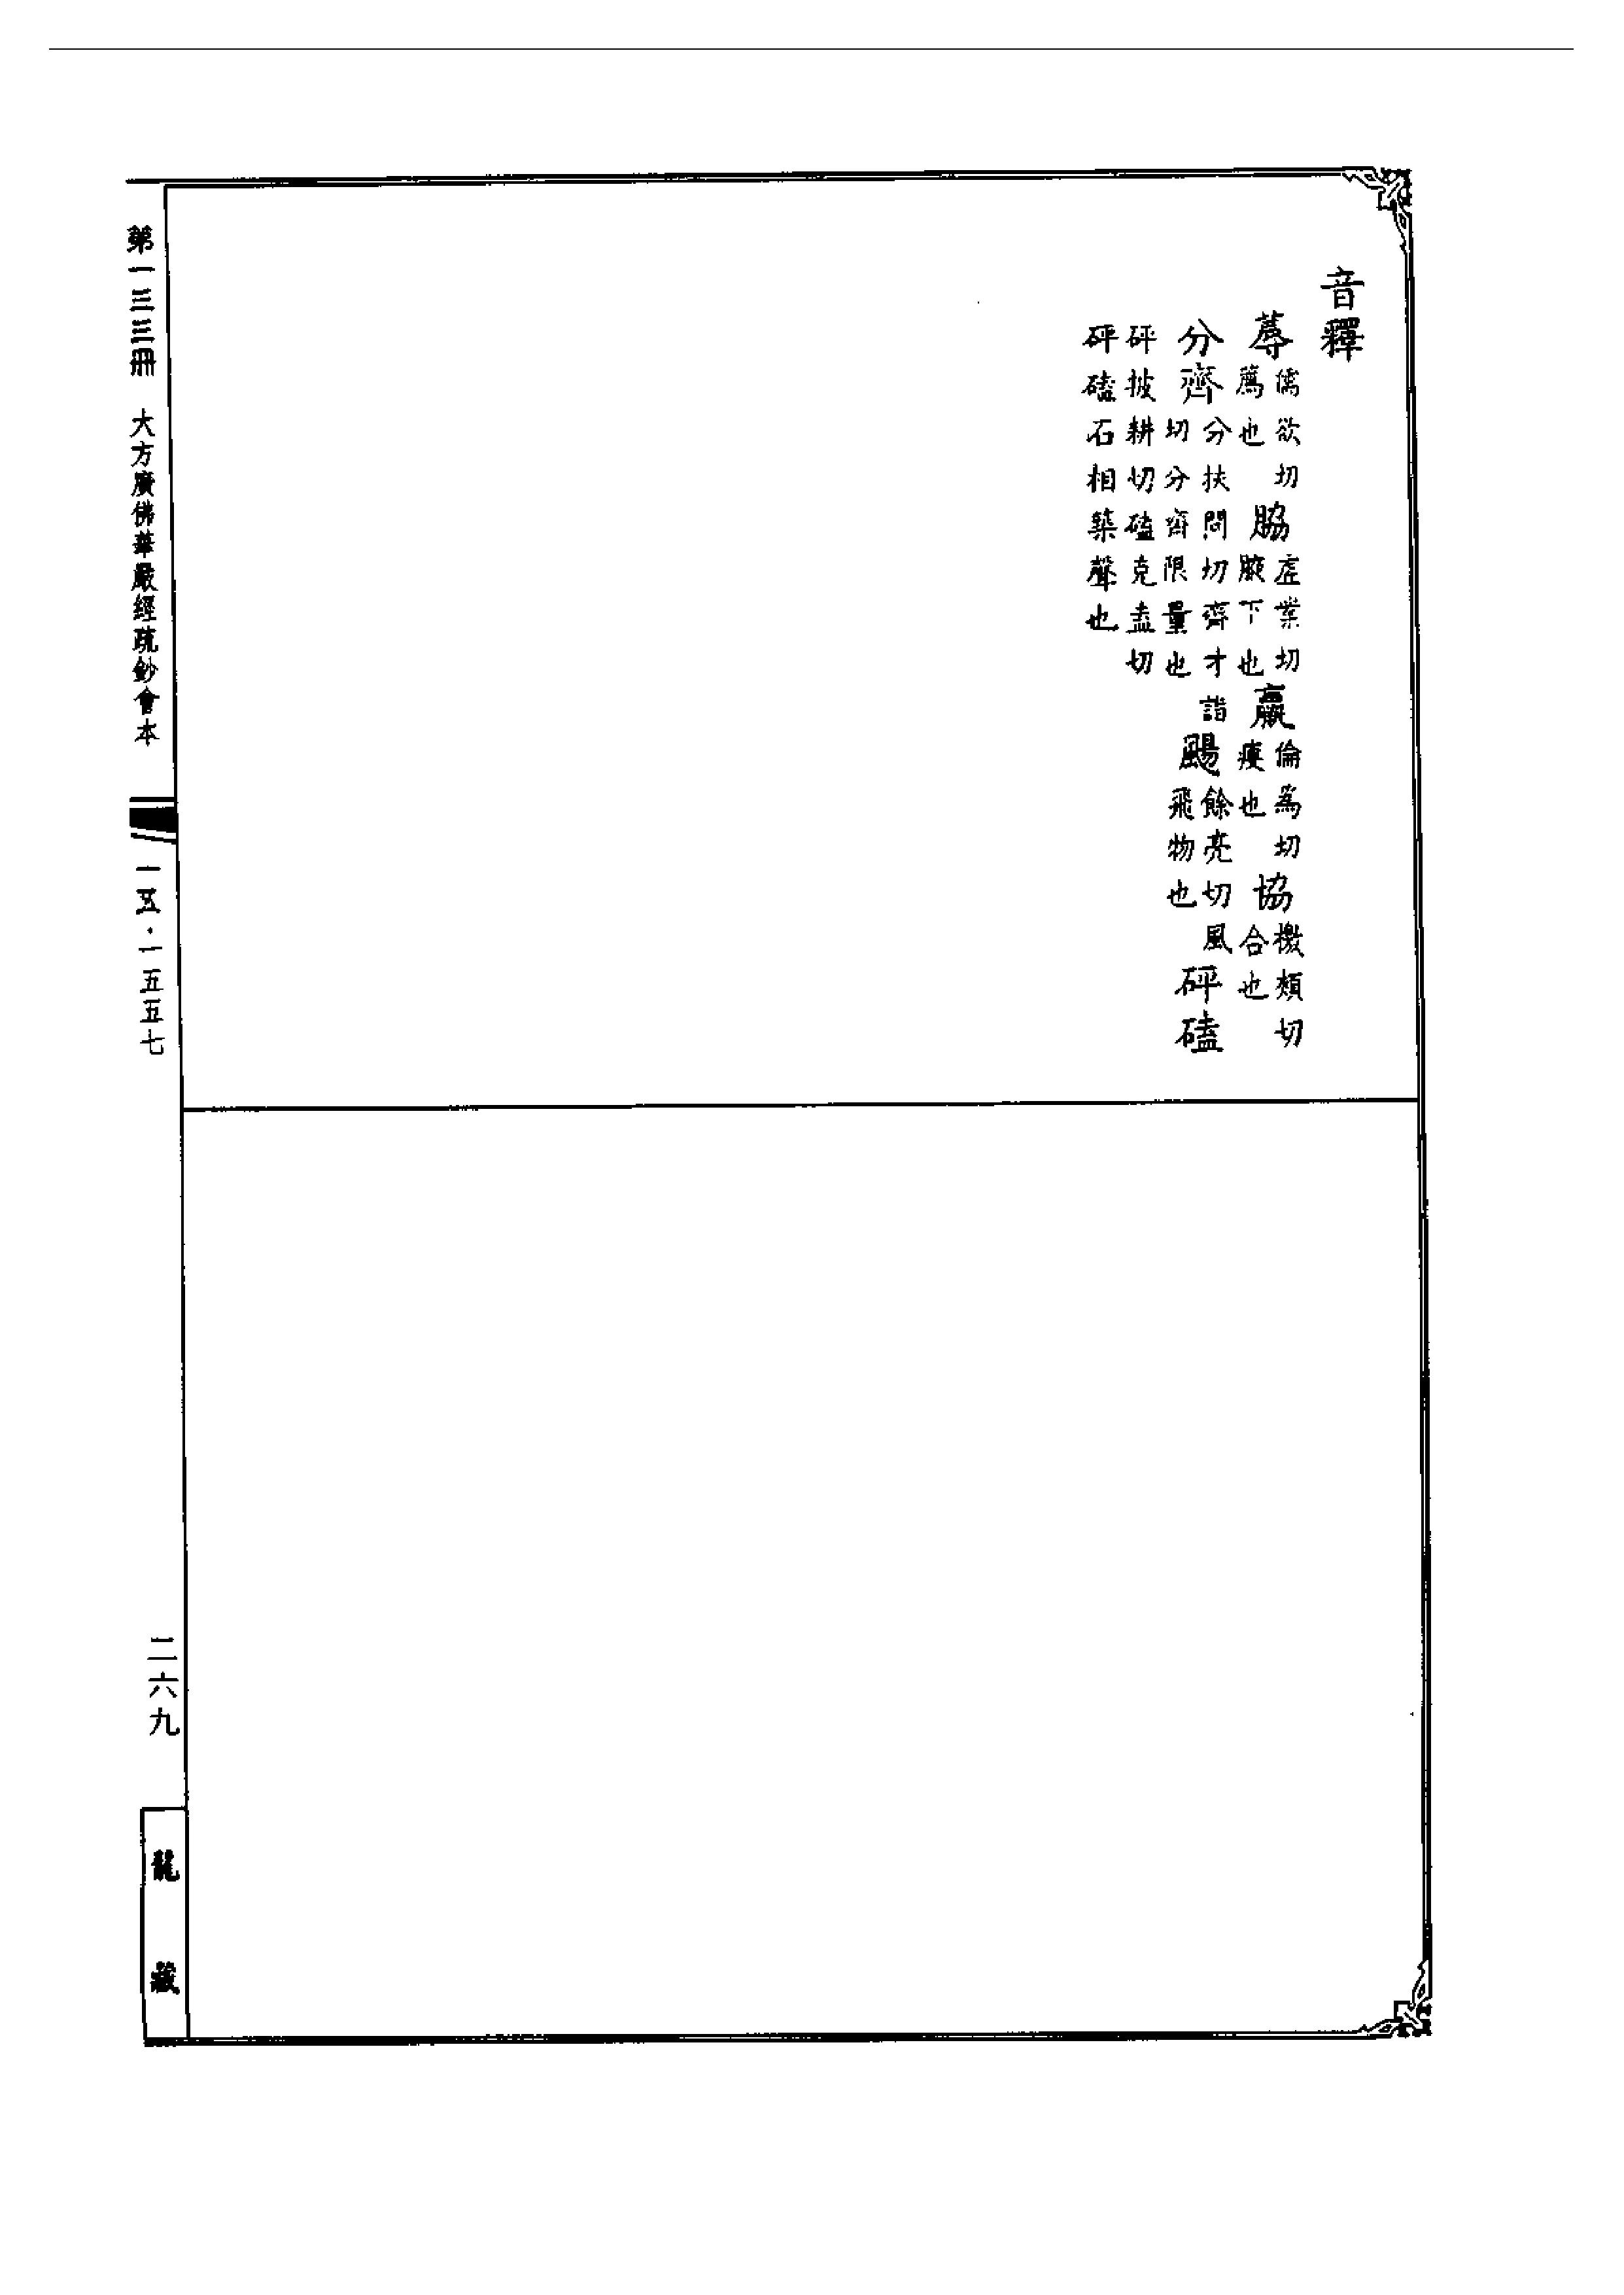 音釋
蓐儒欲切薦也 脇虛業切腋下也 羸倫為切瘦也 協檄頰切合也
分齊分扶問切齊才詣切分齊限量也 颺餘亮切風飛物也 砰磕
砰披耕切磕克盍切砰磕石相築聲也
第一三三冊 大方廣佛華嚴經疏鈔會本
一五·一五五七
二六九
龍藏